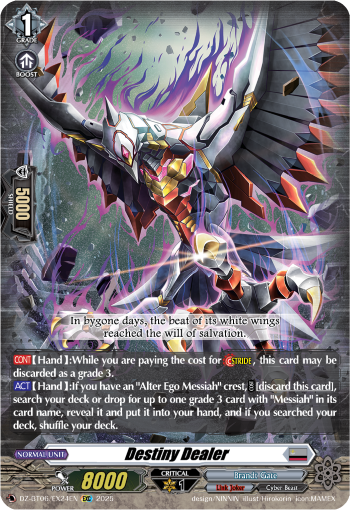 1
GRADE
BOOST
5000
SHIELD
In bygone days, the beat of its white wings
reached the will of salvation.
CONT【Hand】:While you are paying the cost for STRIDE, this card may be
discarded as a grade 3.
ACT【Hand】:If you have an "Alter Ego Messiah" crest, [discard this card],
search your deck or drop for up to one grade 3 card with "Messiah" in its
card name, reveal it and put it into your hand, and if you searched your
deck, shuffle your deck.
NORMAL UNIT
Destiny Dealer
POWER
8000
CRITICAL
1
Brandt Gate
Link Joker
Cyber Beast
2025
design/NINNIN illust/Hirokorin